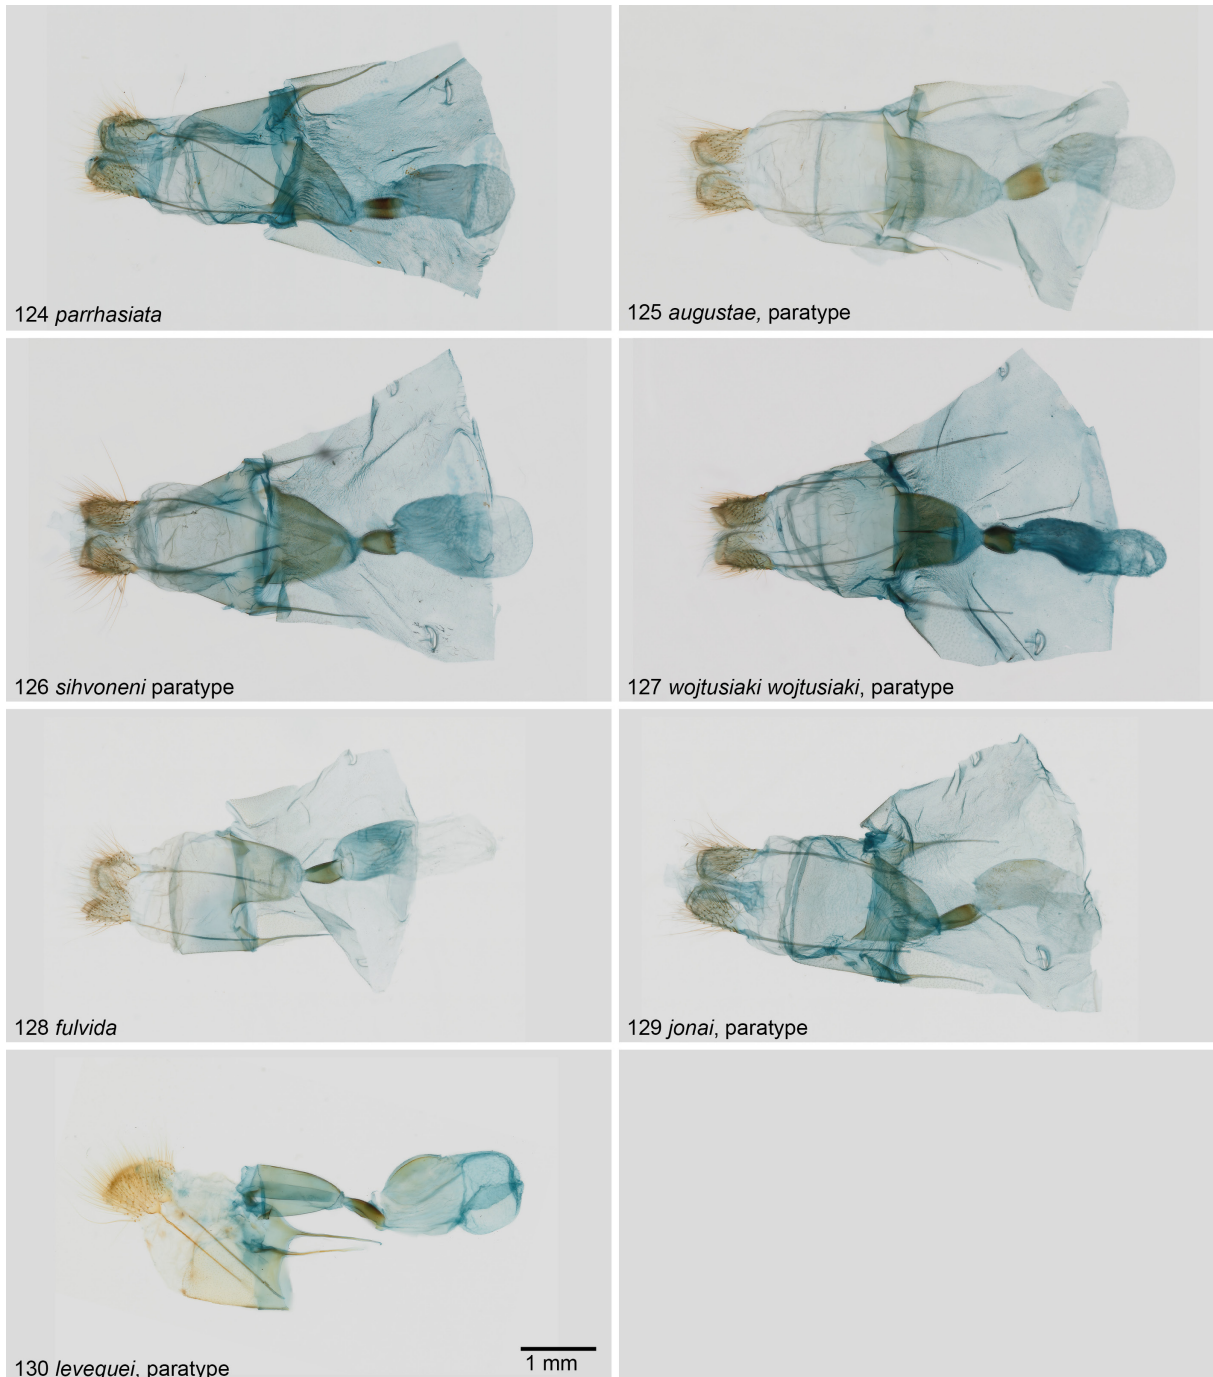 124 parrhasiata
125 augustae, paratype
126 sihvoneni paratype
127 wojtusiaki wojtusiaki, paratype
128 fulvida
129 jonai, paratype
130 levequei, paratype
1 mm